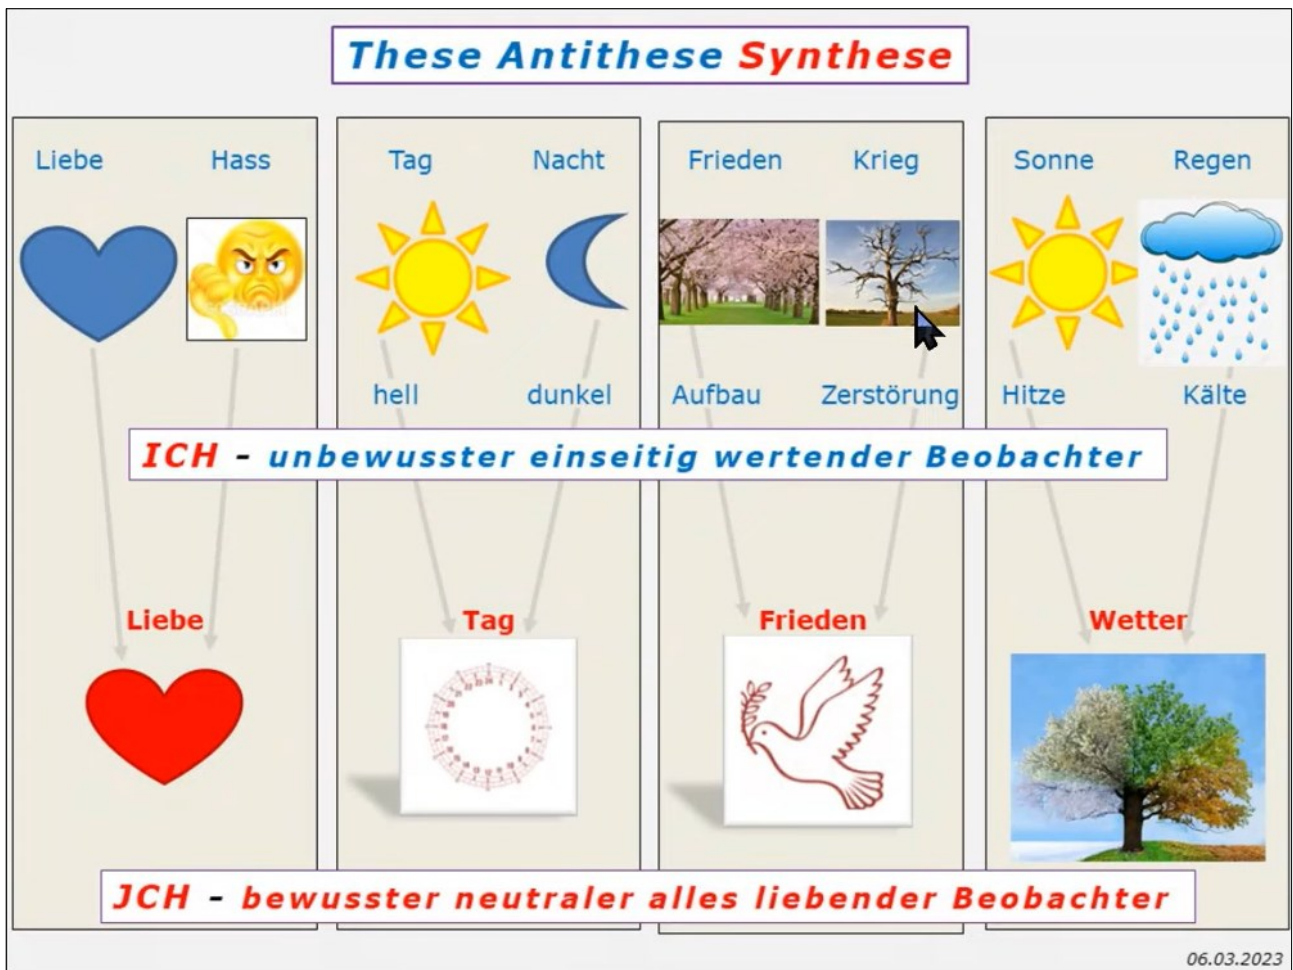 These Antithese Synthese
Liebe Hass
Tag Nacht
Frieden Krieg
Sonne Regen
hell dunkel
Aufbau Zerstörung
Hitze Kälte
ICH - unbewusster einseitig wertender Beobachter
Liebe
Tag
Frieden
Wetter
JCH - bewusster neutraler alles liebender Beobachter
06.03.2023